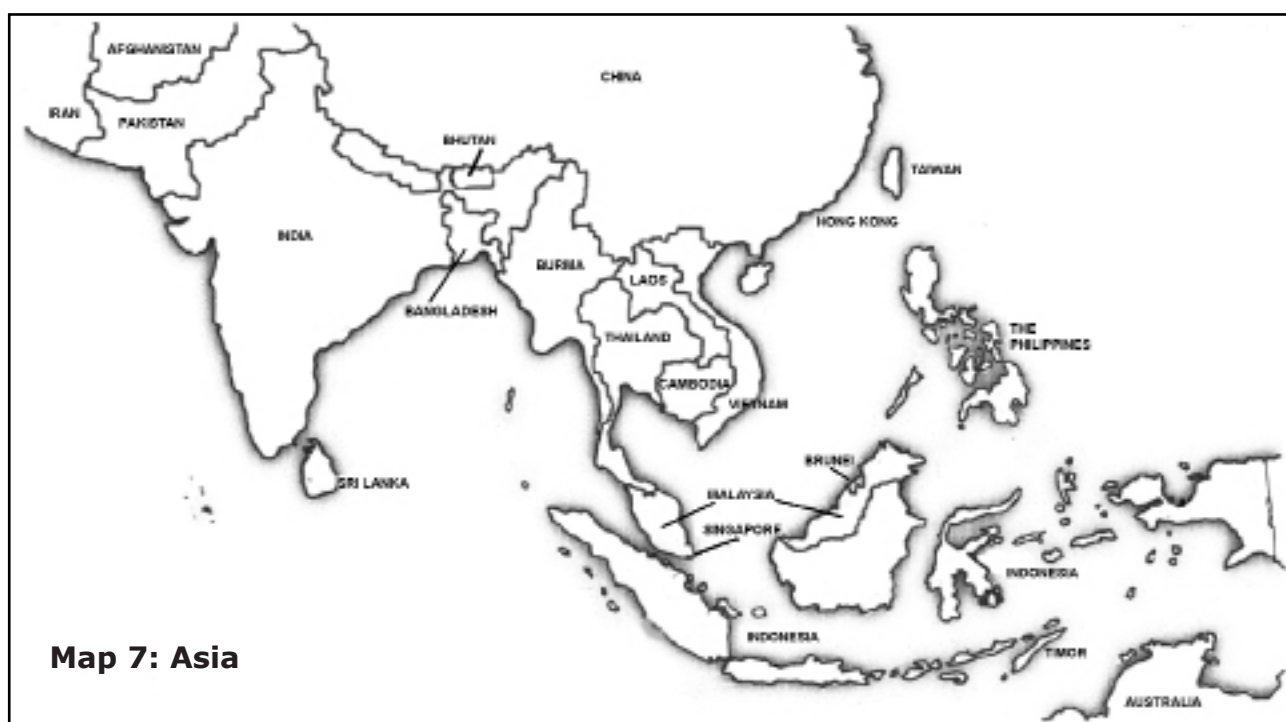 AFGHANISTAN
CHINA
IRAN
PAKISTAN
BHUTAN
TAIWAN
HONG KONG
INDIA
BURMA
LAOS
BANGLADESH
THAILAND
THE
PHILIPPINES
CAMBODIA
VIETNAM
BRUNEI
SRI LANKA
MALAYSIA
SINGAPORE
INDONESIA
INDONESIA
TIMOR
Map 7: Asia
AUSTRALIA